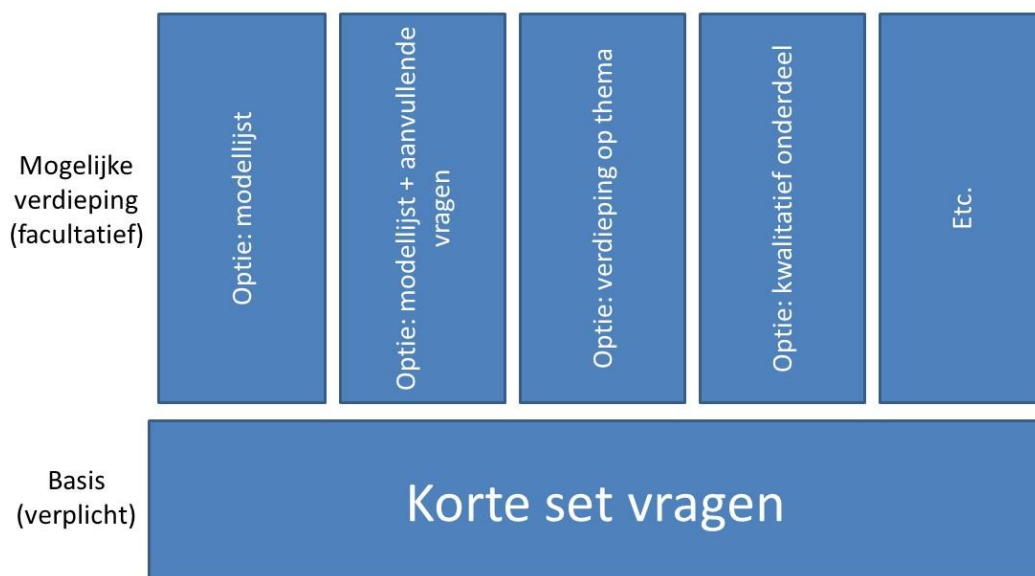 Mogelijke
verdieping
(facultatief)
Optie: modellijst
Optie: modellijst + aanvullende
vragen
Optie: verdieping op thema
Optie: kwalitatief onderdeel
Etc.
Basis
(verplicht)
Korte set vragen